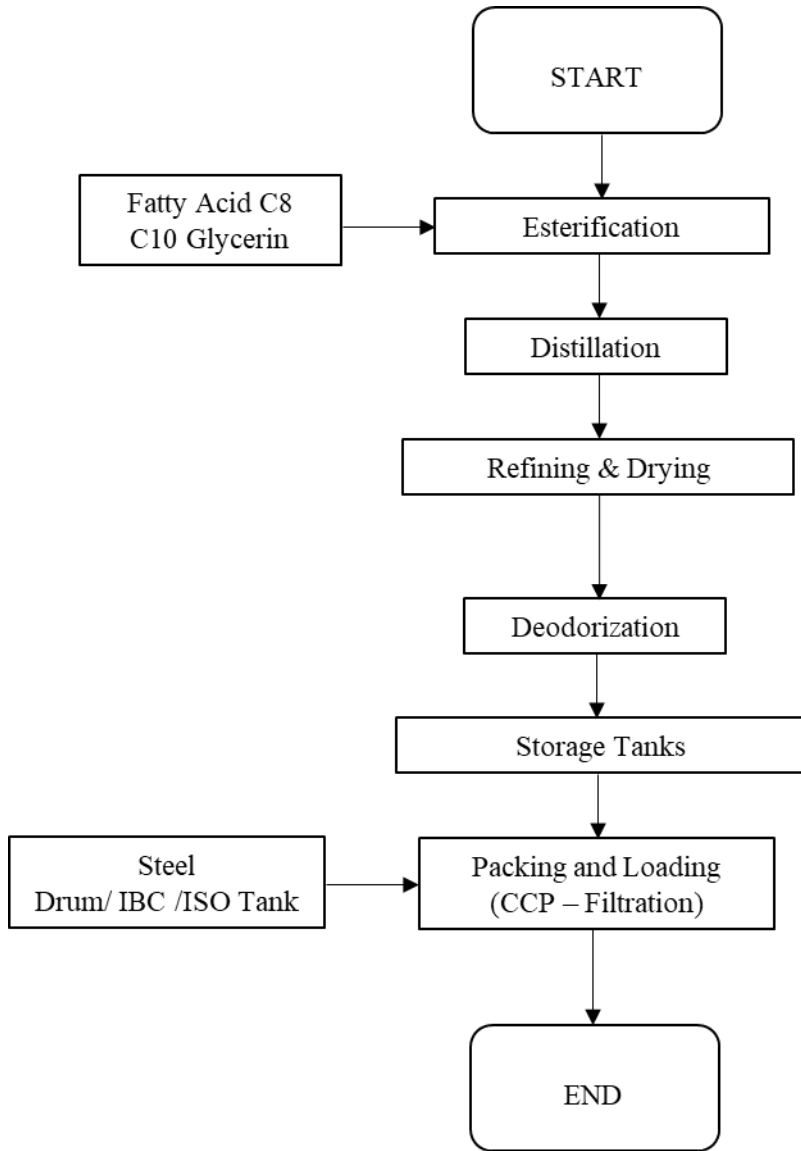 START
Fatty Acid C8
C10 Glycerin
Esterification
Distillation
Refining & Drying
Deodorization
Storage Tanks
Steel
Drum/ IBC /ISO Tank
Packing and Loading
(CCP – Filtration)
END